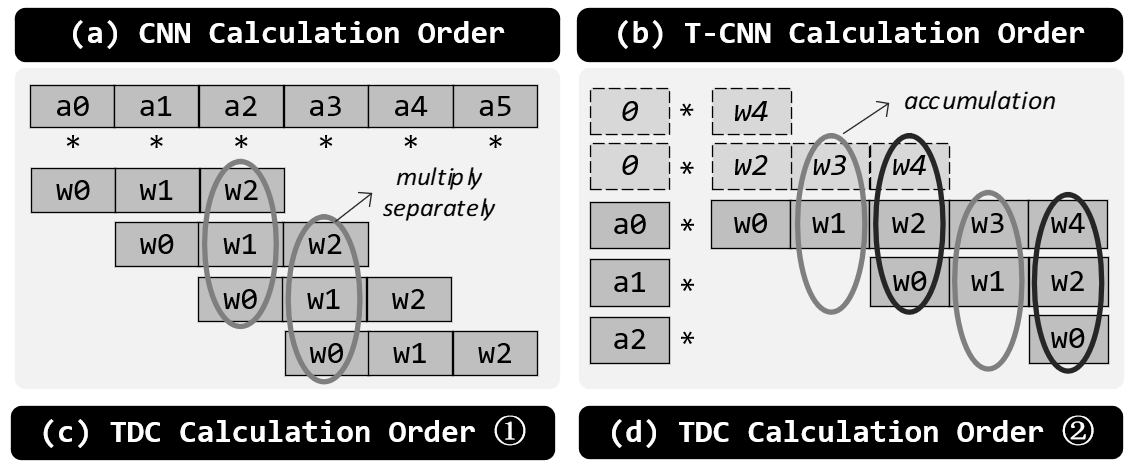 (a) CNN Calculation Order
a0 a1 a2 a3 a4 a5
* * * * * *
w0 w1 w2
multiply
separately
w0 w1 w2
w0 w1 w2
w0 w1 w2
(b) T-CNN Calculation Order
accumulation
0 * w4
0 * w2 w3 w4
a0 * w0 w1 w2 w3 w4
a1 * w0 w1 w2
a2 * w0
(c) TDC Calculation Order ①
(d) TDC Calculation Order ②